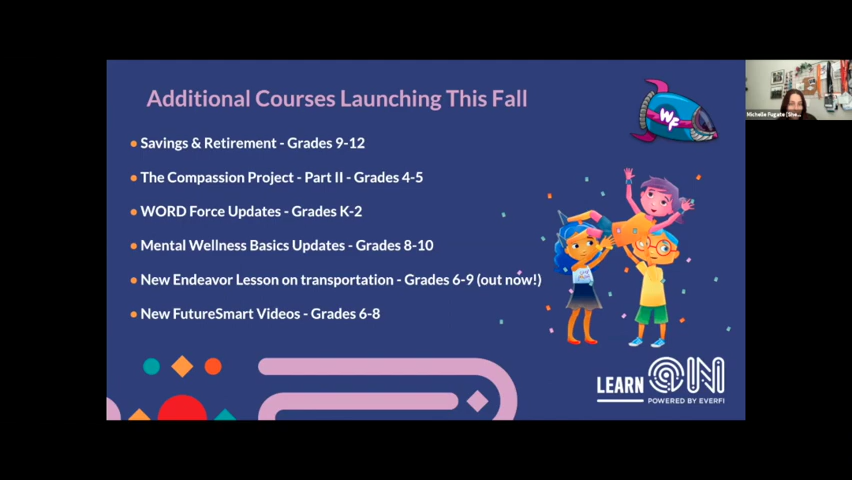 Additional Courses Launching This Fall
Savings & Retirement - Grades 9-12
The Compassion Project - Part II - Grades 4-5
WORD Force Updates - Grades K-2
Mental Wellness Basics Updates - Grades 8-10
New Endeavor Lesson on transportation - Grades 6-9 (out now!)
New FutureSmart Videos - Grades 6-8
WF
LEARN ON
POWERED BY EVERFI
Michelle Fugate (She...